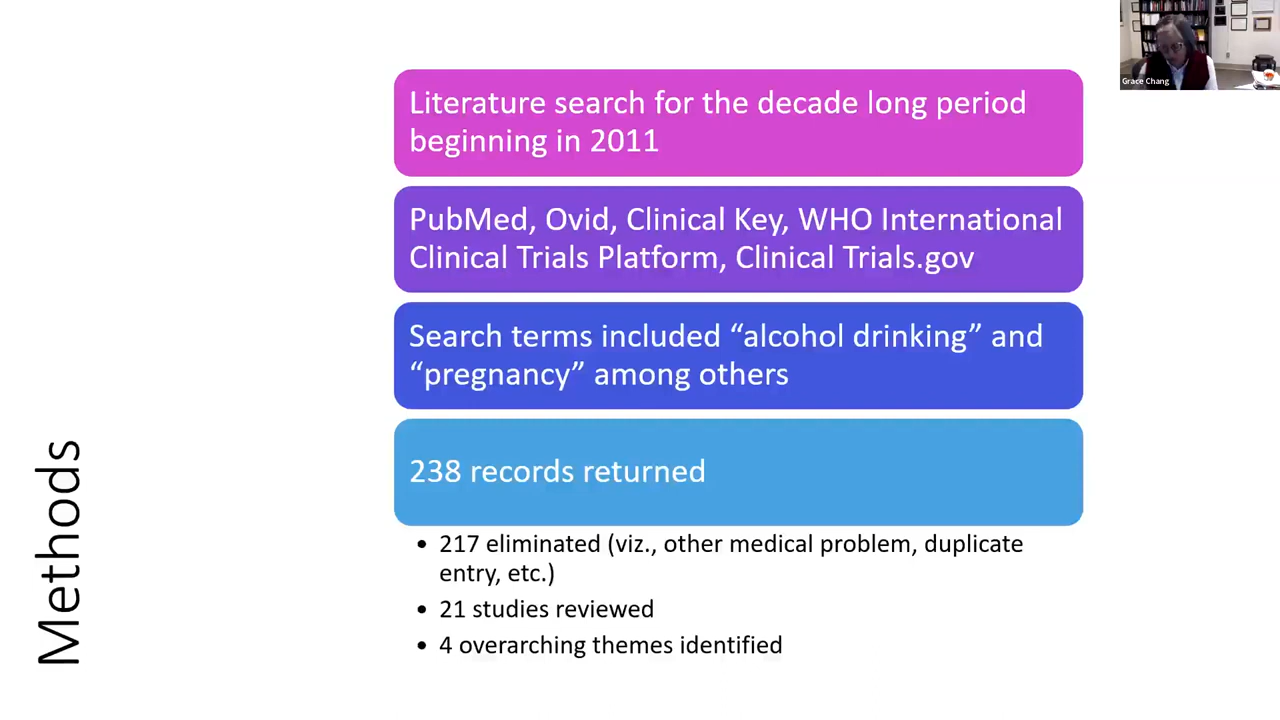 Literature search for the decade long period
beginning in 2011
PubMed, Ovid, Clinical Key, WHO International
Clinical Trials Platform, Clinical Trials.gov
Search terms included “alcohol drinking” and
“pregnancy” among others
238 records returned
• 217 eliminated (viz., other medical problem, duplicate
entry, etc.)
• 21 studies reviewed
• 4 overarching themes identified
Methods
Grace Chang